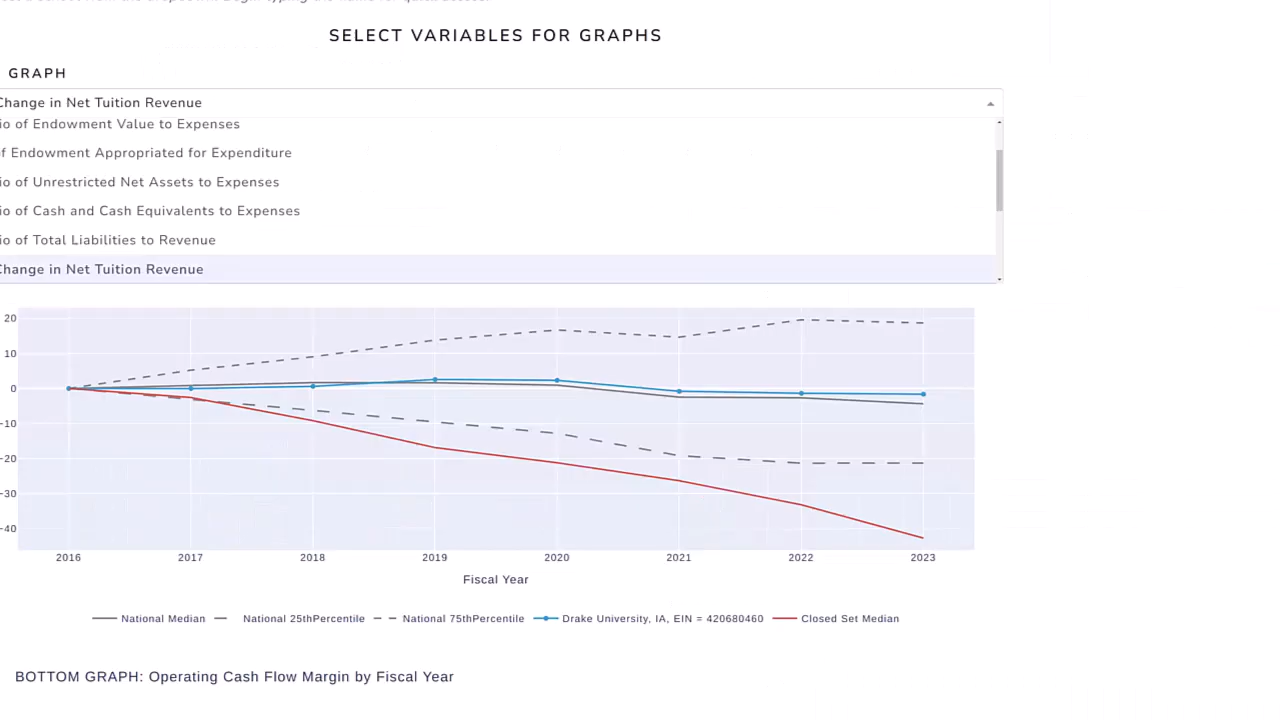 SELECT VARIABLES FOR GRAPHS
GRAPH
Change in Net Tuition Revenue
io of Endowment Value to Expenses
of Endowment Appropriated for Expenditure
io of Unrestricted Net Assets to Expenses
io of Cash and Cash Equivalents to Expenses
io of Total Liabilities to Revenue
Change in Net Tuition Revenue
20
10
0
-10
-20
-30
-40
2016 2017 2018 2019 2020 2021 2022 2023
Fiscal Year
National Median National 25thPercentile National 75thPercentile Drake University, IA, EIN = 420680460 Closed Set Median
BOTTOM GRAPH: Operating Cash Flow Margin by Fiscal Year